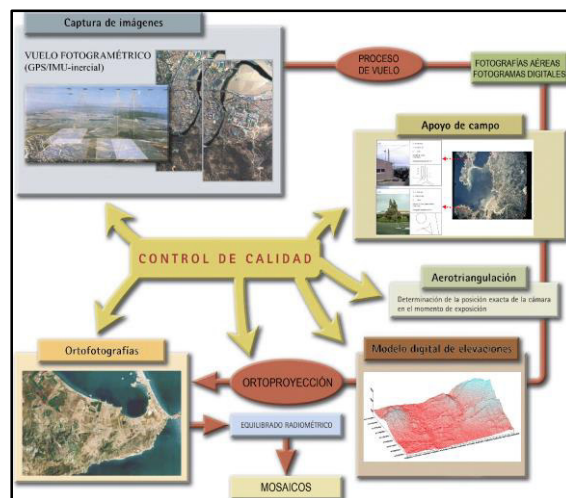 Captura de imágenes
VUELO FOTOGRAMÉTRICO
(GPS/IMU-inercial)
PROCESO
DE VUELO
FOTOGRAFÍAS AÉREAS
FOTOGRAMAS DIGITALES
Apoyo de campo
CONTROL DE CALIDAD
Aerotriangulación
Determinación de la posición exacta de la cámara
en el momento de exposición
Ortofotografías
ORTOPROYECCIÓN
Modelo digital de elevaciones
EQUILIBRADO RADIOMÉTRICO
MOSAICOS